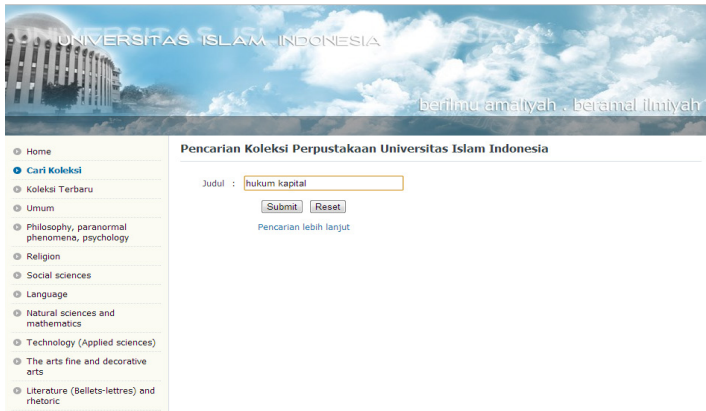 UNIVERSITAS ISLAM INDONESIA
berilmu amaliyah . beramal ilmiyah
Home
Cari Koleksi
Koleksi Terbaru
Umum
Philosophy, paranormal
phenomena, psychology
Religion
Social sciences
Language
Natural sciences and
mathematics
Technology (Applied sciences)
The arts fine and decorative
arts
Literature (Bellets-lettres) and
rhetoric
Pencarian Koleksi Perpustakaan Universitas Islam Indonesia
Judul : hukum kapital
Submit Reset
Pencarian lebih lanjut